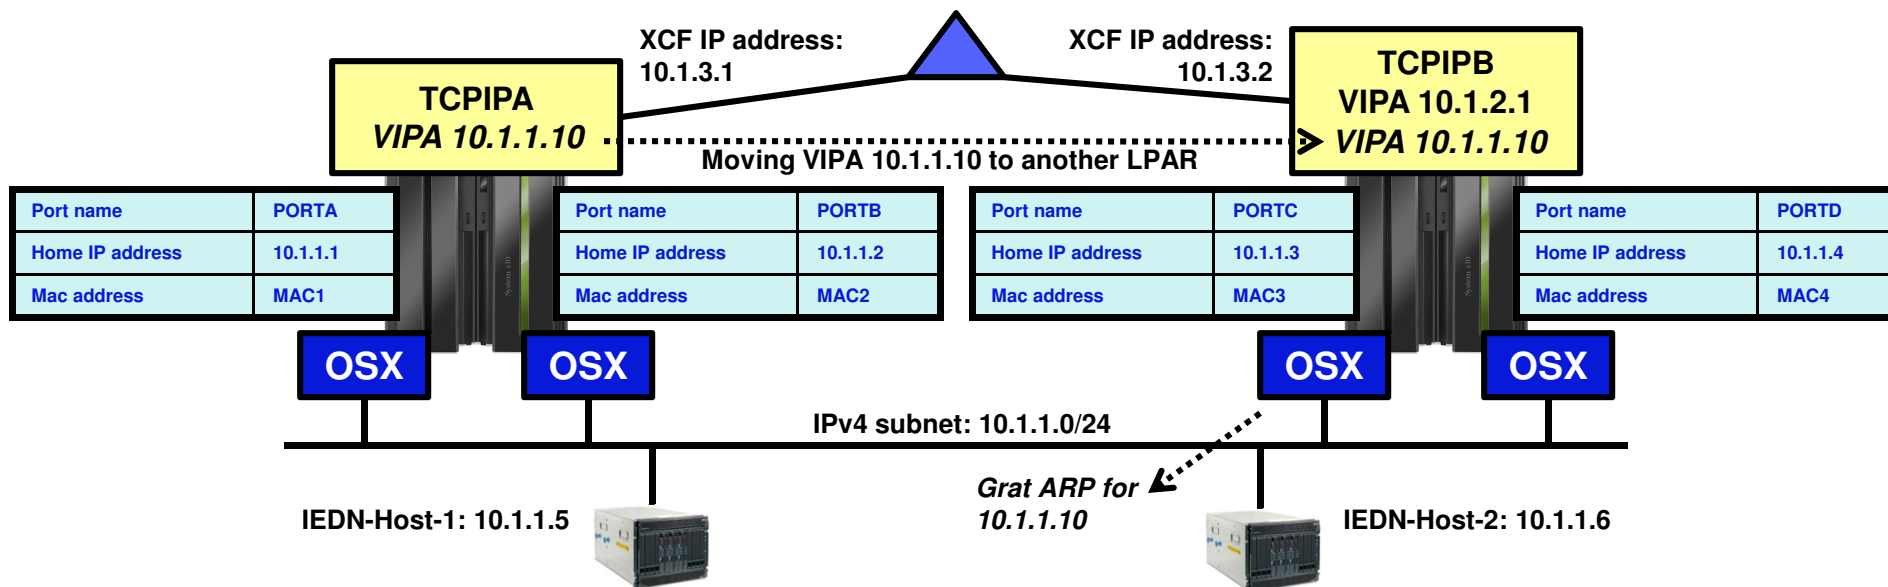 XCF IP address:
10.1.3.1
XCF IP address:
10.1.3.2
TCPIPA
VIPA 10.1.1.10
TCPIPB
VIPA 10.1.2.1
VIPA 10.1.1.10
Moving VIPA 10.1.1.10 to another LPAR
Port name PORTA
Home IP address 10.1.1.1
Mac address MAC1
Port name PORTB
Home IP address 10.1.1.2
Mac address MAC2
Port name PORTC
Home IP address 10.1.1.3
Mac address MAC3
Port name PORTD
Home IP address 10.1.1.4
Mac address MAC4
System z10
System z10
OSX
OSX
OSX
OSX
IPv4 subnet: 10.1.1.0/24
Grat ARP for
10.1.1.10
IEDN-Host-1: 10.1.1.5
IEDN-Host-2: 10.1.1.6